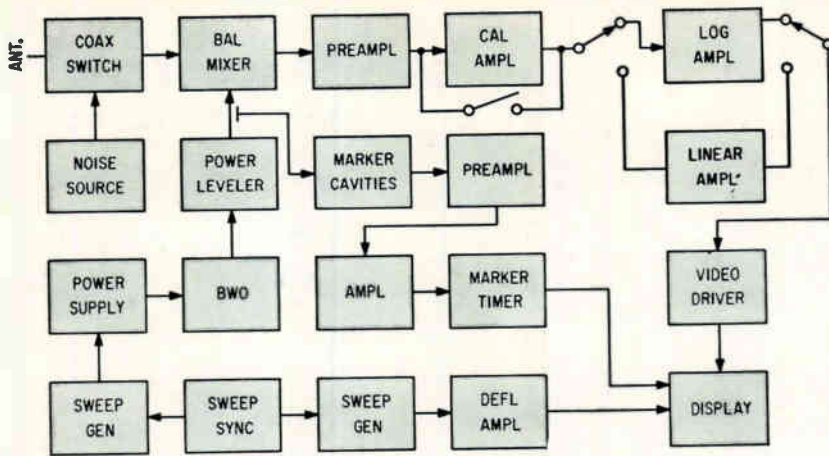 ANT.
COAX
SWITCH
BAL
MIXER
PREAMPL
CAL
AMPL
LOG
AMPL
NOISE
SOURCE
POWER
LEVELER
MARKER
CAVITIES
PREAMPL
LINEAR
AMPL
POWER
SUPPLY
BWO
AMPL
MARKER
TIMER
VIDEO
DRIVER
SWEEP
GEN
SWEEP
SYNC
SWEEP
GEN
DEFL
AMPL
DISPLAY